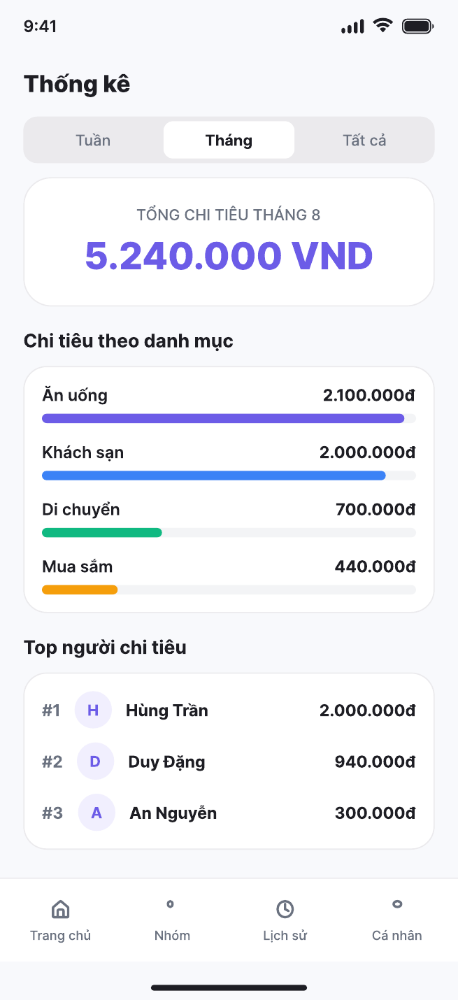 9:41
Thống kê
Tuần Tháng Tất cả
TỔNG CHI TIÊU THÁNG 8
5.240.000 VND
Chi tiêu theo danh mục
Ăn uống 2.100.000đ
Khách sạn 2.000.000đ
Di chuyển 700.000đ
Mua sắm 440.000đ
Top người chi tiêu
#1 H Hùng Trần 2.000.000đ
#2 D Duy Đặng 940.000đ
#3 A An Nguyễn 300.000đ
Trang chủ Nhóm Lịch sử Cá nhân